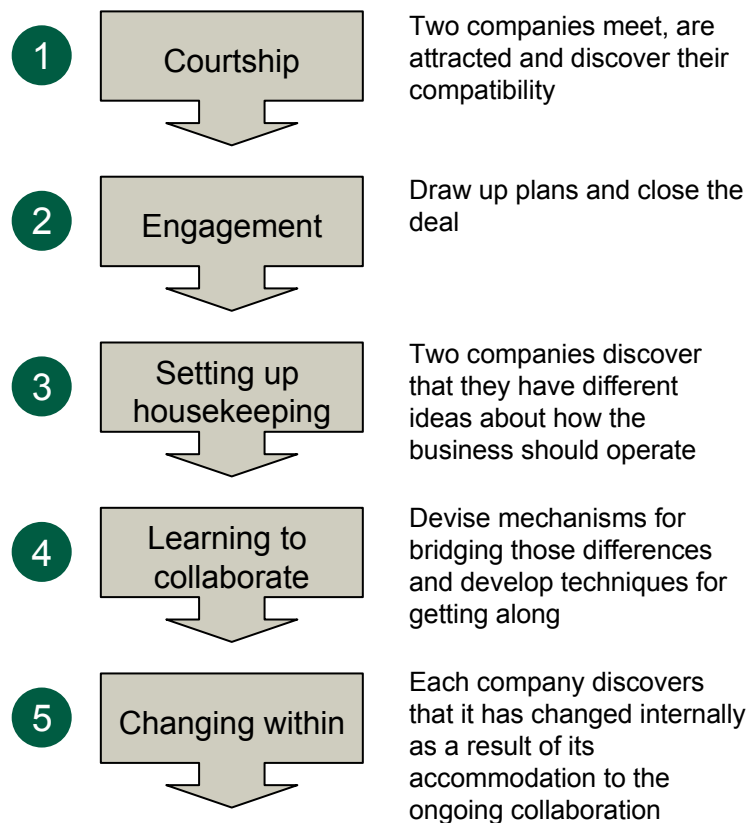 1
Courtship
Two companies meet, are
attracted and discover their
compatibility
2
Engagement
Draw up plans and close the
deal
3
Setting up
housekeeping
Two companies discover
that they have different
ideas about how the
business should operate
4
Learning to
collaborate
Devise mechanisms for
bridging those differences
and develop techniques for
getting along
5
Changing within
Each company discovers
that it has changed internally
as a result of its
accommodation to the
ongoing collaboration